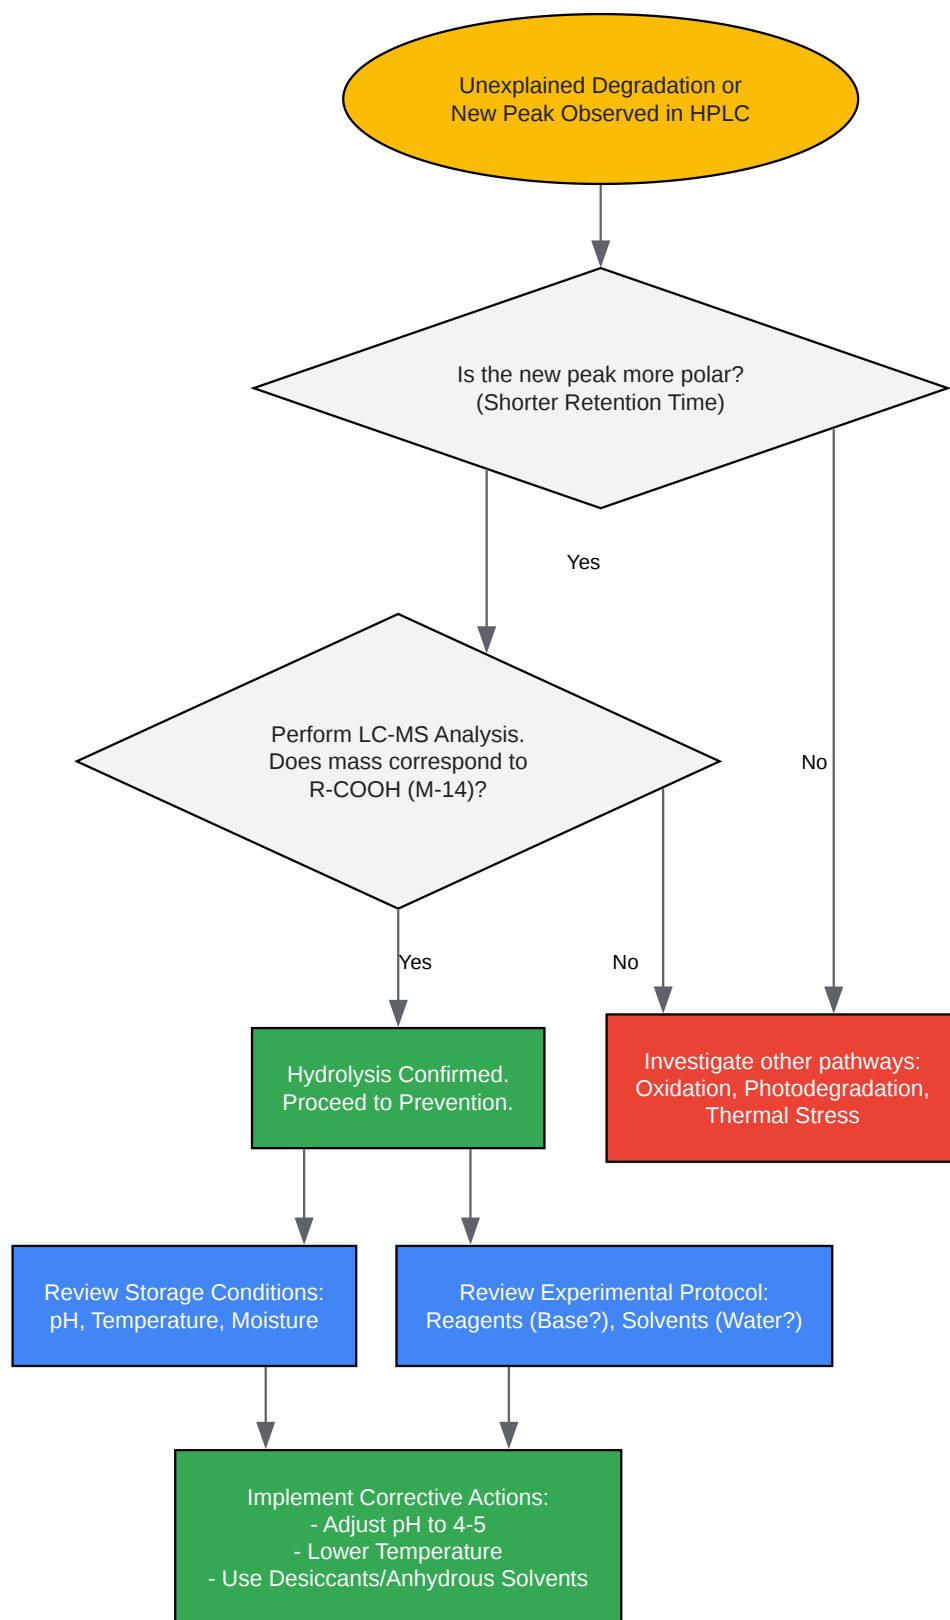 Unexplained Degradation or
New Peak Observed in HPLC
Is the new peak more polar?
(Shorter Retention Time)
Yes
Perform LC-MS Analysis.
Does mass correspond to
R-COOH (M-14)?
No
Yes
No
Hydrolysis Confirmed.
Proceed to Prevention.
Investigate other pathways:
Oxidation, Photodegradation,
Thermal Stress
Review Storage Conditions:
pH, Temperature, Moisture
Review Experimental Protocol:
Reagents (Base?), Solvents (Water?)
Implement Corrective Actions:
- Adjust pH to 4-5
- Lower Temperature
- Use Desiccants/Anhydrous Solvents